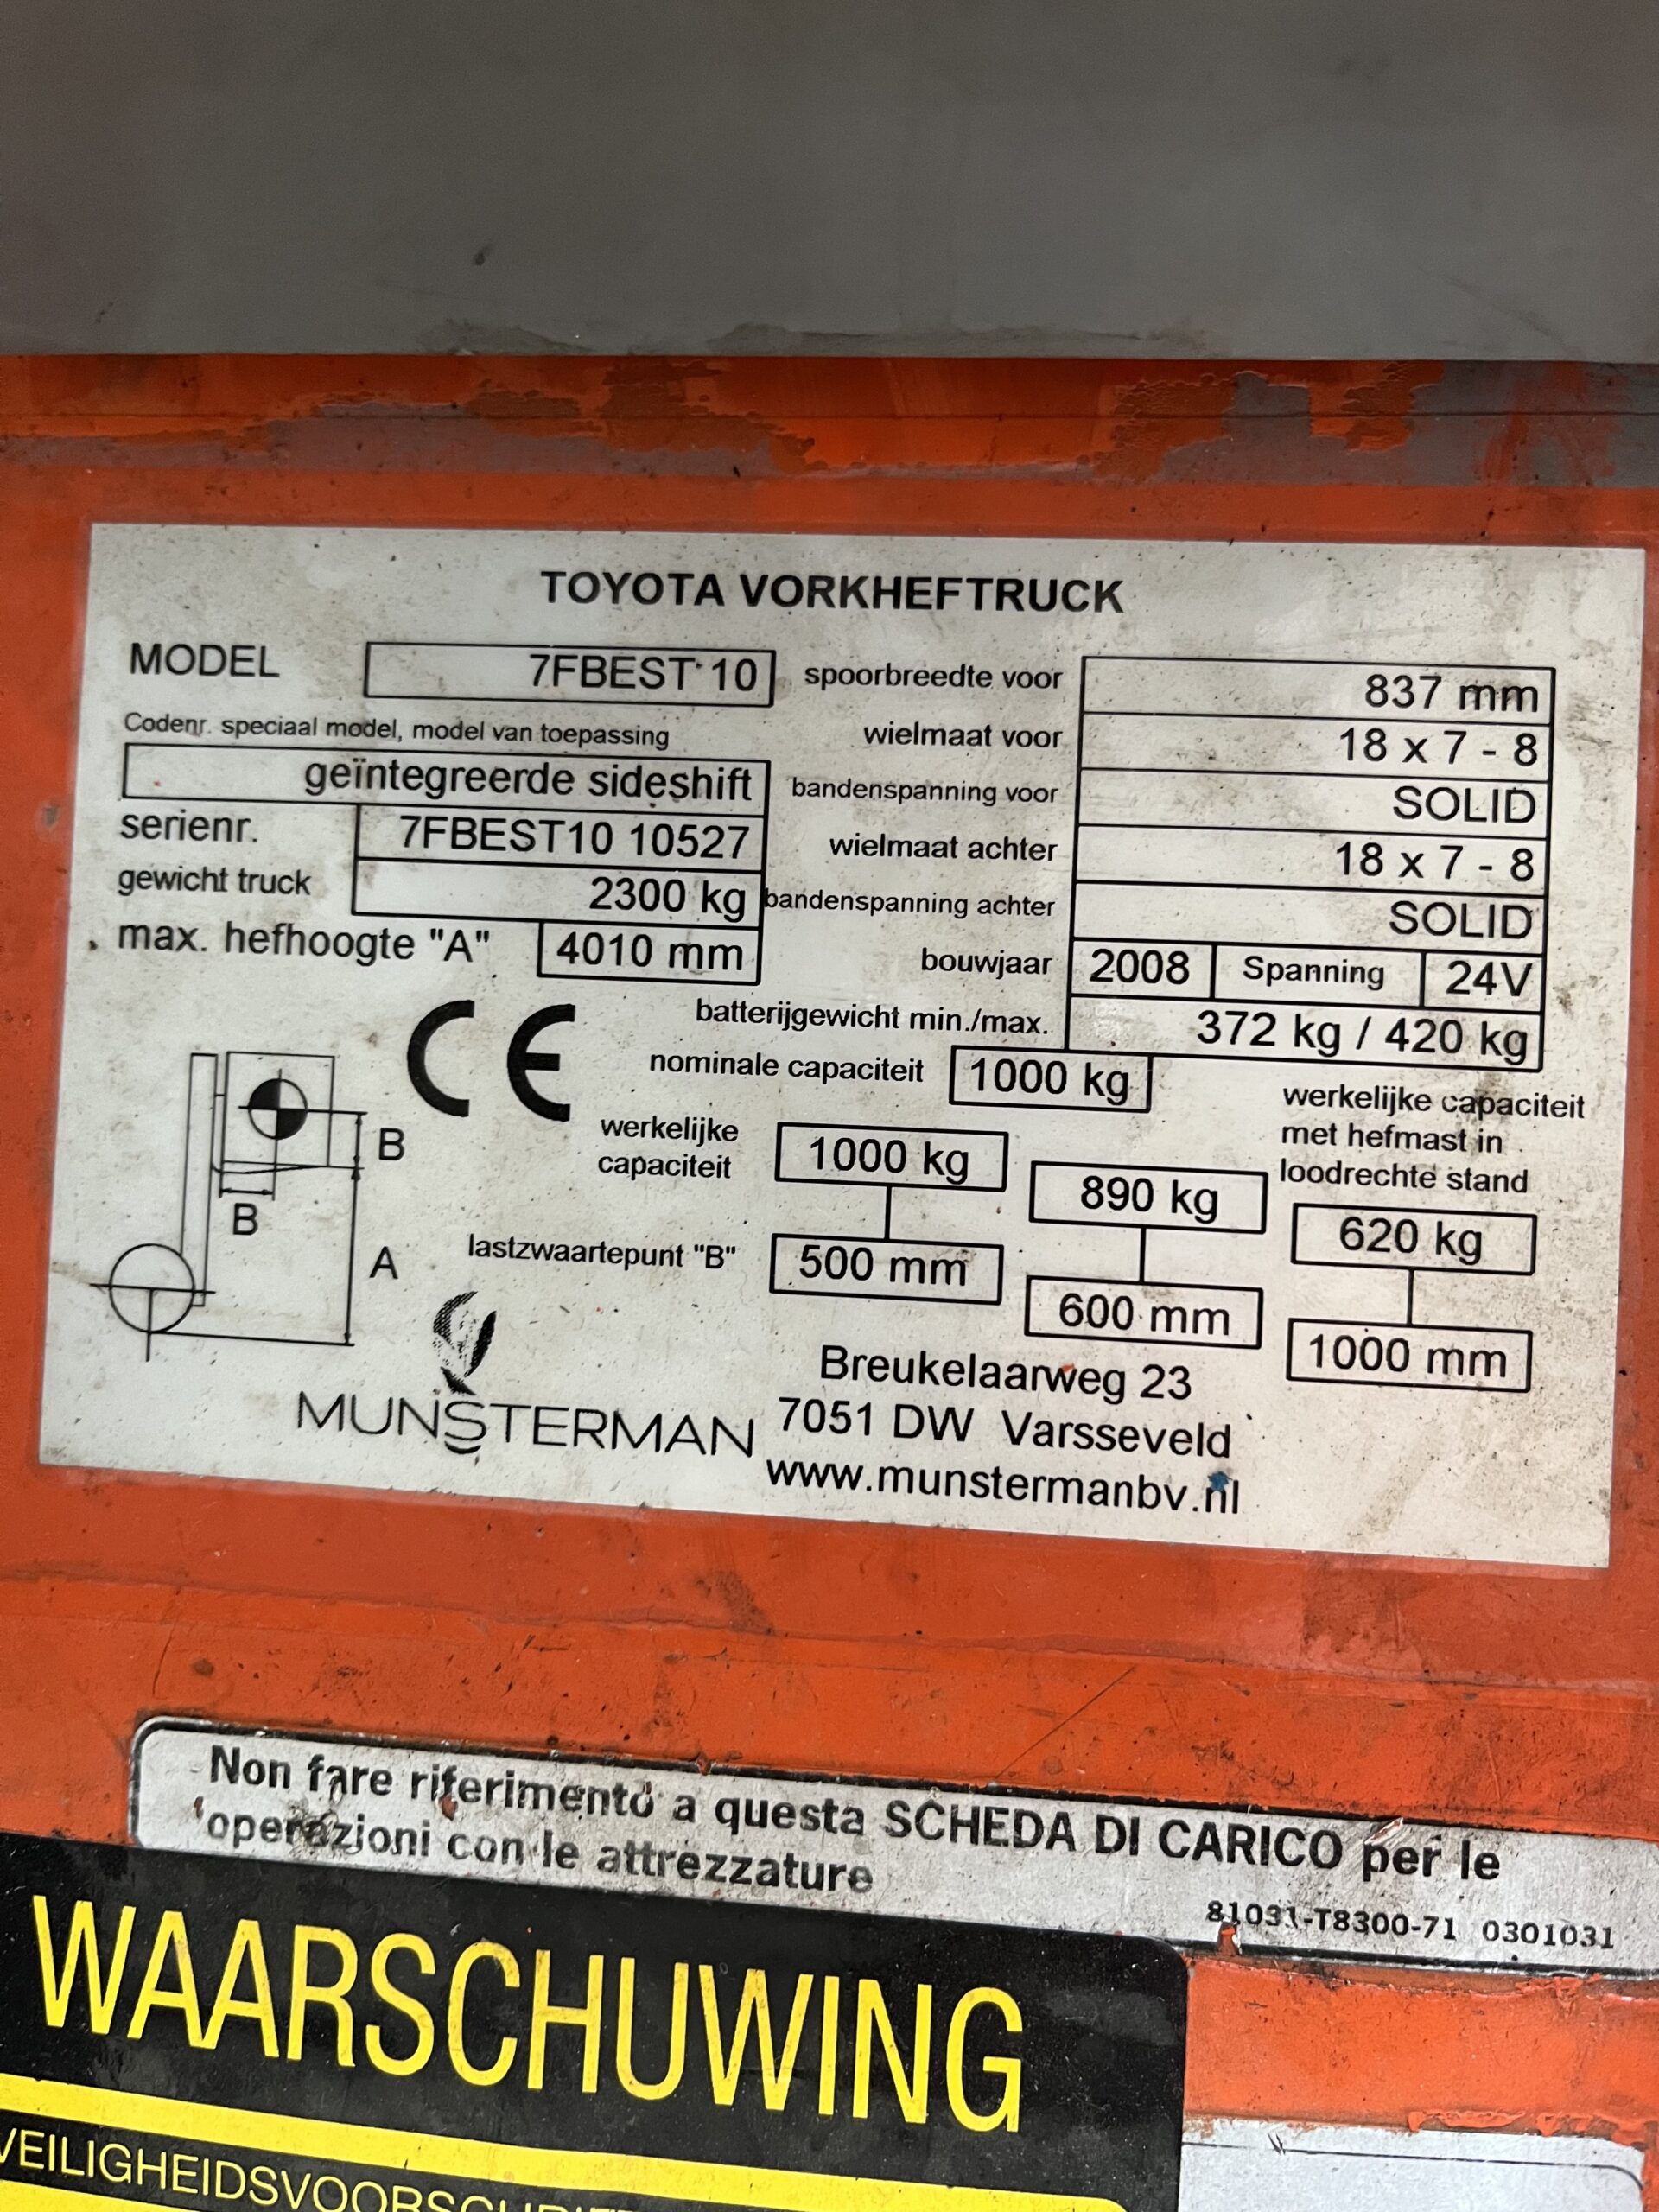 TOYOTA VORKHEFTRUCK
MODEL 7FBEST 10
Codenr. speciaal model, model van toepassing
geïntegreerde sideshift
serienr. 7FBEST10 10527
gewicht truck 2300 kg
max. hefhoogte "A" 4010 mm
spoorbreedte voor 837 mm
wielmaat voor 18 x 7 - 8
bandenspanning voor SOLID
wielmaat achter 18 x 7 - 8
bandenspanning achter SOLID
bouwjaar 2008 Spanning 24V
batterijgewicht min./max. 372 kg / 420 kg
CE
nominale capaciteit 1000 kg
werkelijke capaciteit
met hefmast in
loodrechte stand
werkelijke
capaciteit
1000 kg 890 kg 620 kg
B
B
A
lastzwaartepunt "B" 500 mm 600 mm 1000 mm
MUNSTERMAN
Breukelaarweg 23
7051 DW Varsseveld
www.munstermanbv.nl
Non fare riferimento a questa SCHEDA DI CARICO per le
operazioni con le attrezzature
81031-T8300-71 0301031
WAARSCHUWING